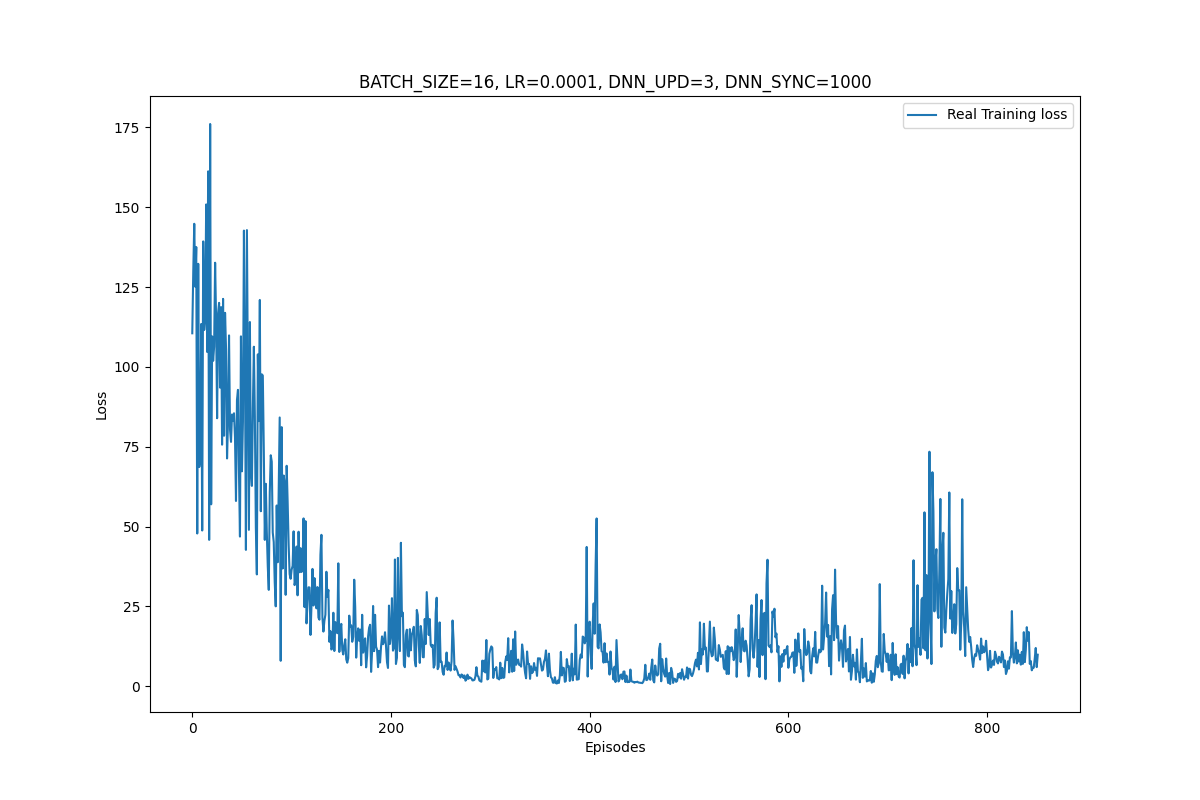 BATCH_SIZE=16, LR=0.0001, DNN_UPD=3, DNN_SYNC=1000
Real Training loss
175
150
125
100
75
50
25
0
Loss
0 200 400 600 800
Episodes